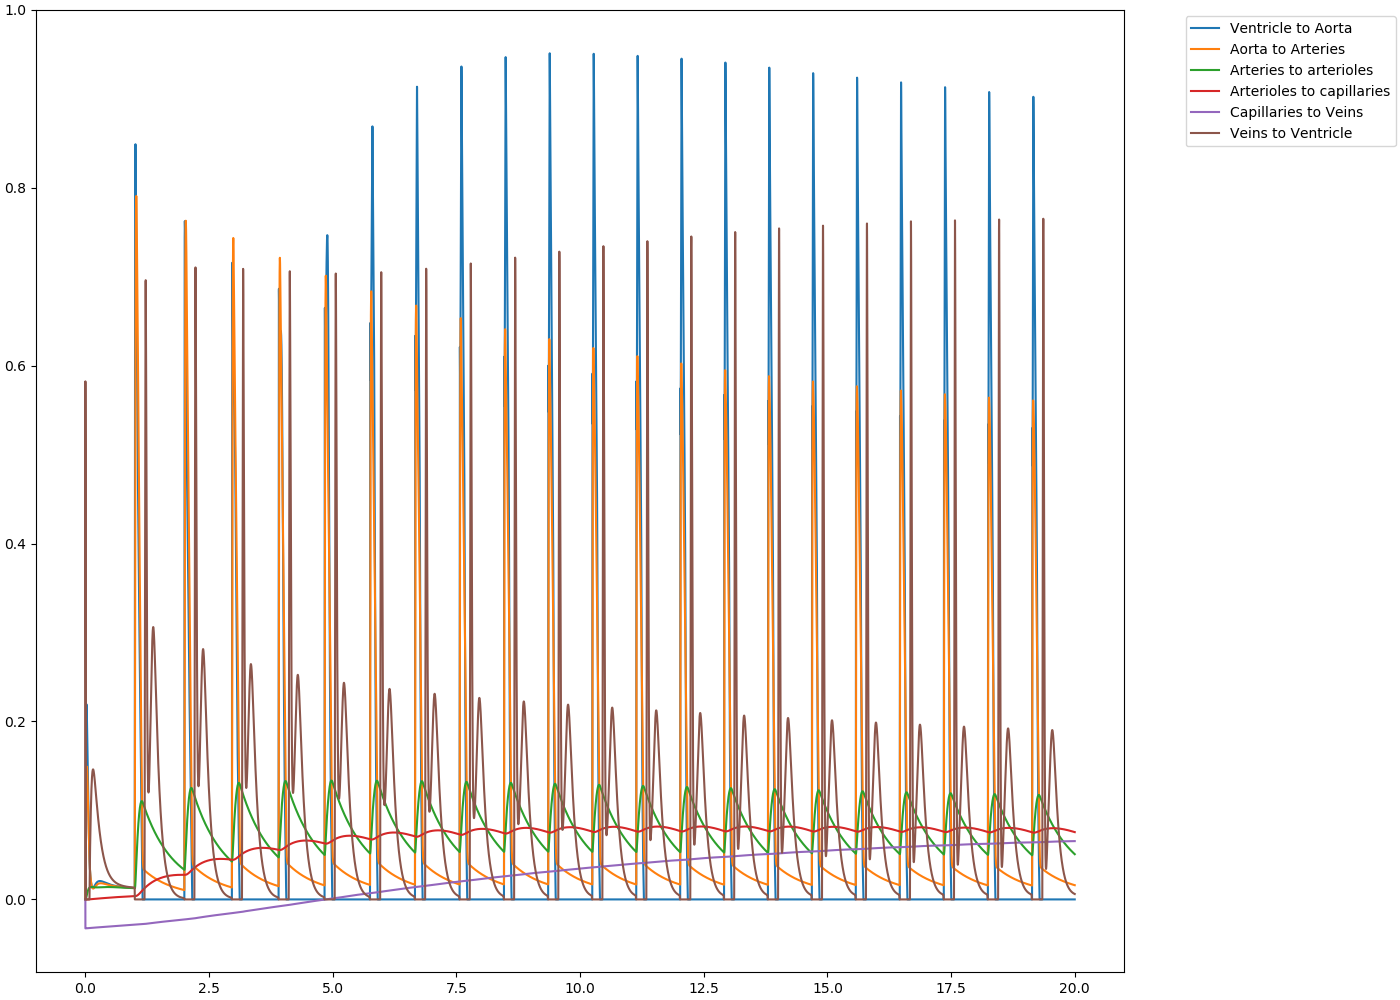 1.0
0.8
0.6
0.4
0.2
0.0
0.0 2.5 5.0 7.5 10.0 12.5 15.0 17.5 20.0
Ventricle to Aorta
Aorta to Arteries
Arteries to arterioles
Arterioles to capillaries
Capillaries to Veins
Veins to Ventricle